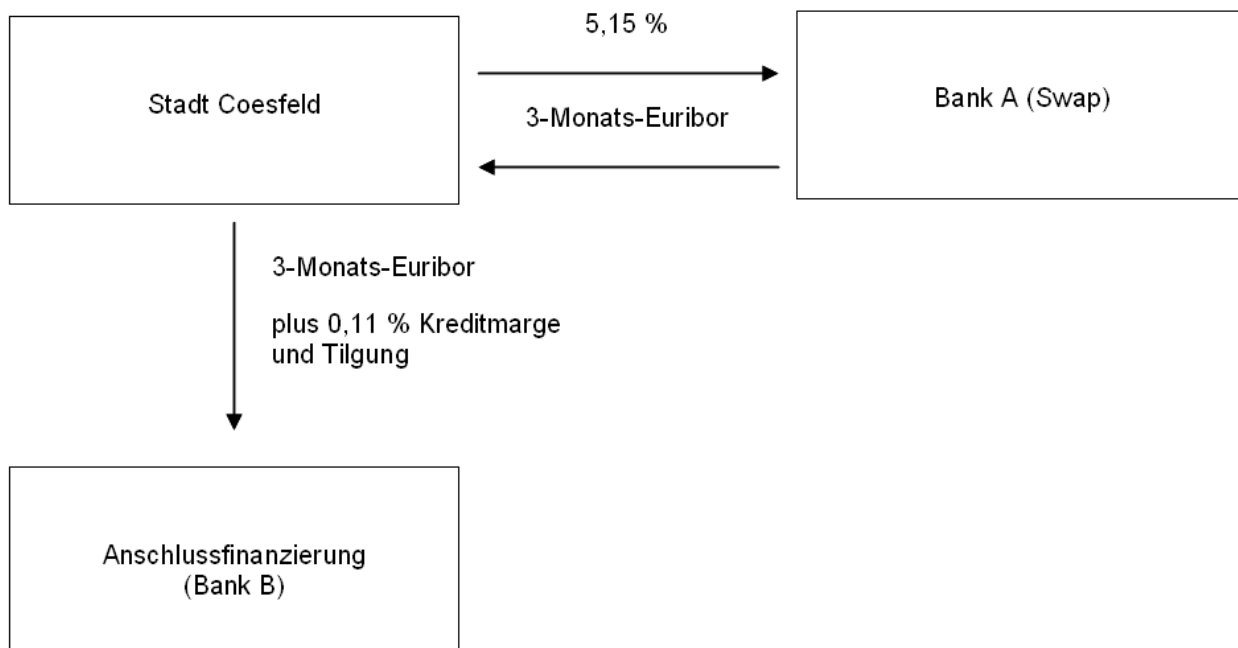 5,15 %
Stadt Coesfeld
Bank A (Swap)
3-Monats-Euribor
3-Monats-Euribor
plus 0,11 % Kreditmarge
und Tilgung
Anschlussfinanzierung
(Bank B)